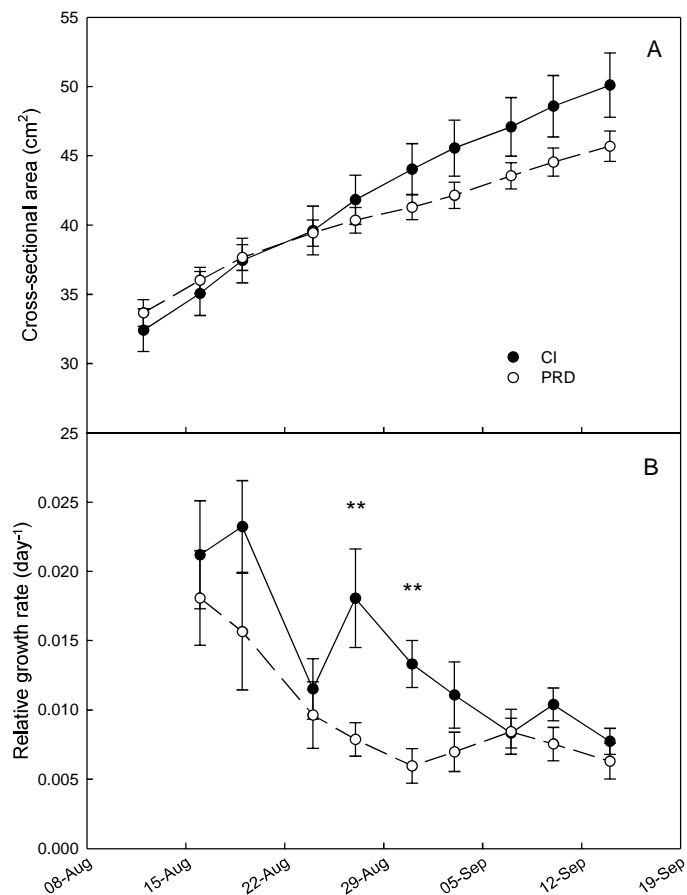 55
A
50
45
40
35
30
25
Cross-sectional area (cm²)
CI
PRD
B
0.025
0.020
0.015
0.010
0.005
0.000
Relative growth rate (day⁻¹)
**
**
08-Aug
15-Aug
22-Aug
29-Aug
05-Sep
12-Sep
19-Sep